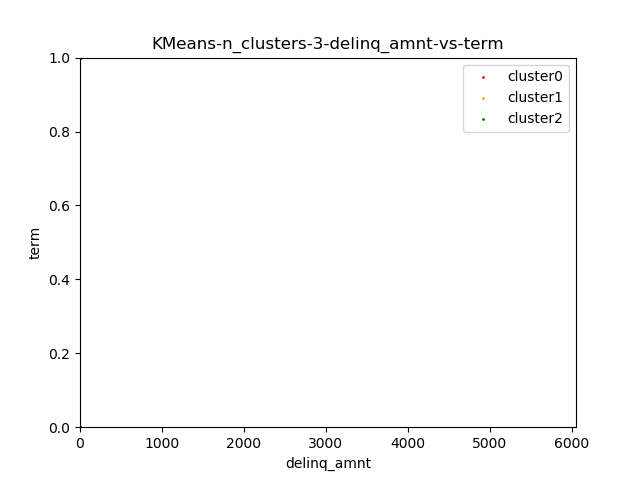 KMeans-n_clusters-3-delinq_amnt-vs-term
cluster0
cluster1
cluster2
1.0
0.8
0.6
0.4
0.2
0.0
term
0 1000 2000 3000 4000 5000 6000
delinq_amnt